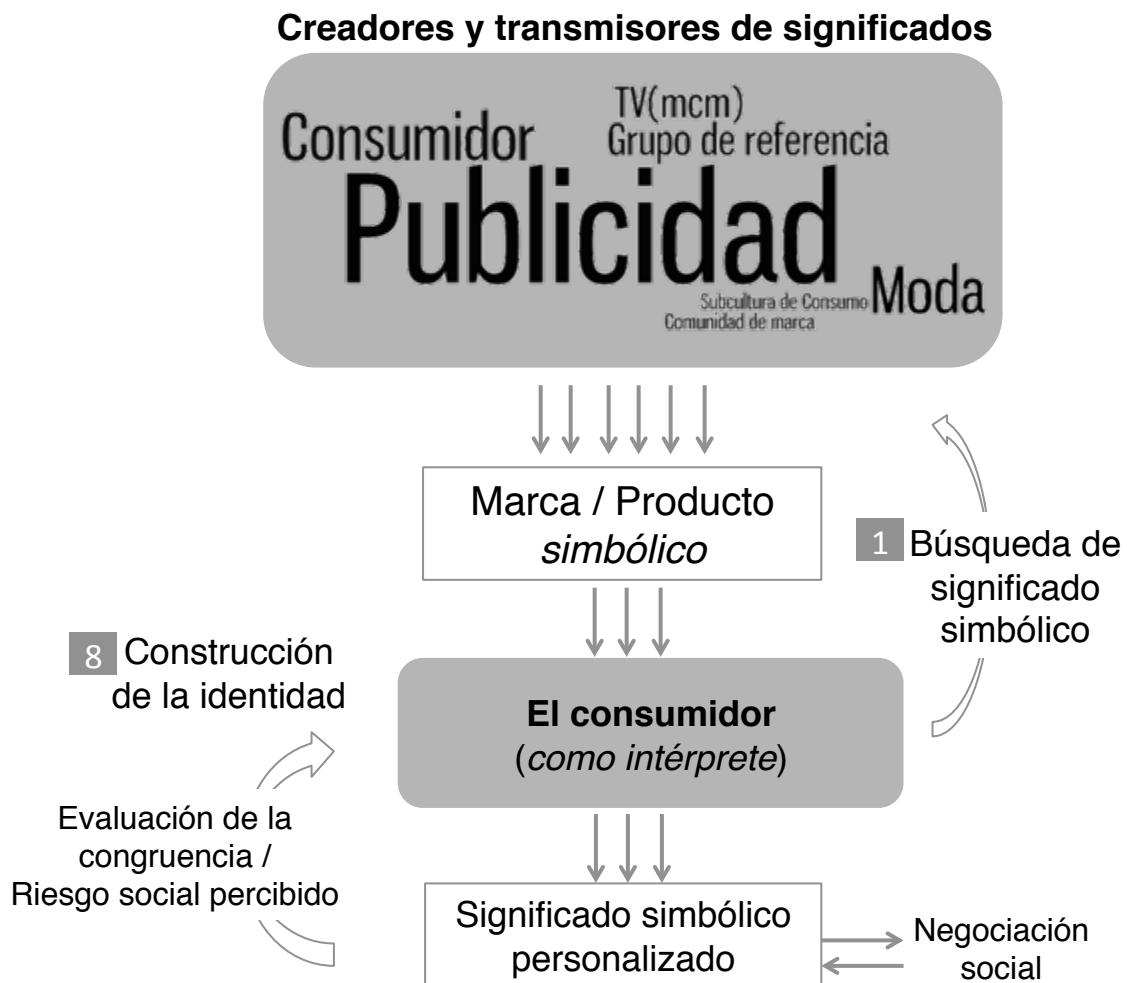 Creadores y transmisores de significados
TV(mcm)
Consumidor
Grupo de referencia
Publicidad
Subcultura de Consumo
Moda
Comunidad de marca
Marca / Producto
simbólico
1 Búsqueda de
significado
simbólico
8 Construcción
de la identidad
El consumidor
(como intérprete)
Evaluación de la
congruencia /
Riesgo social percibido
Significado simbólico
personalizado
Negociación
social